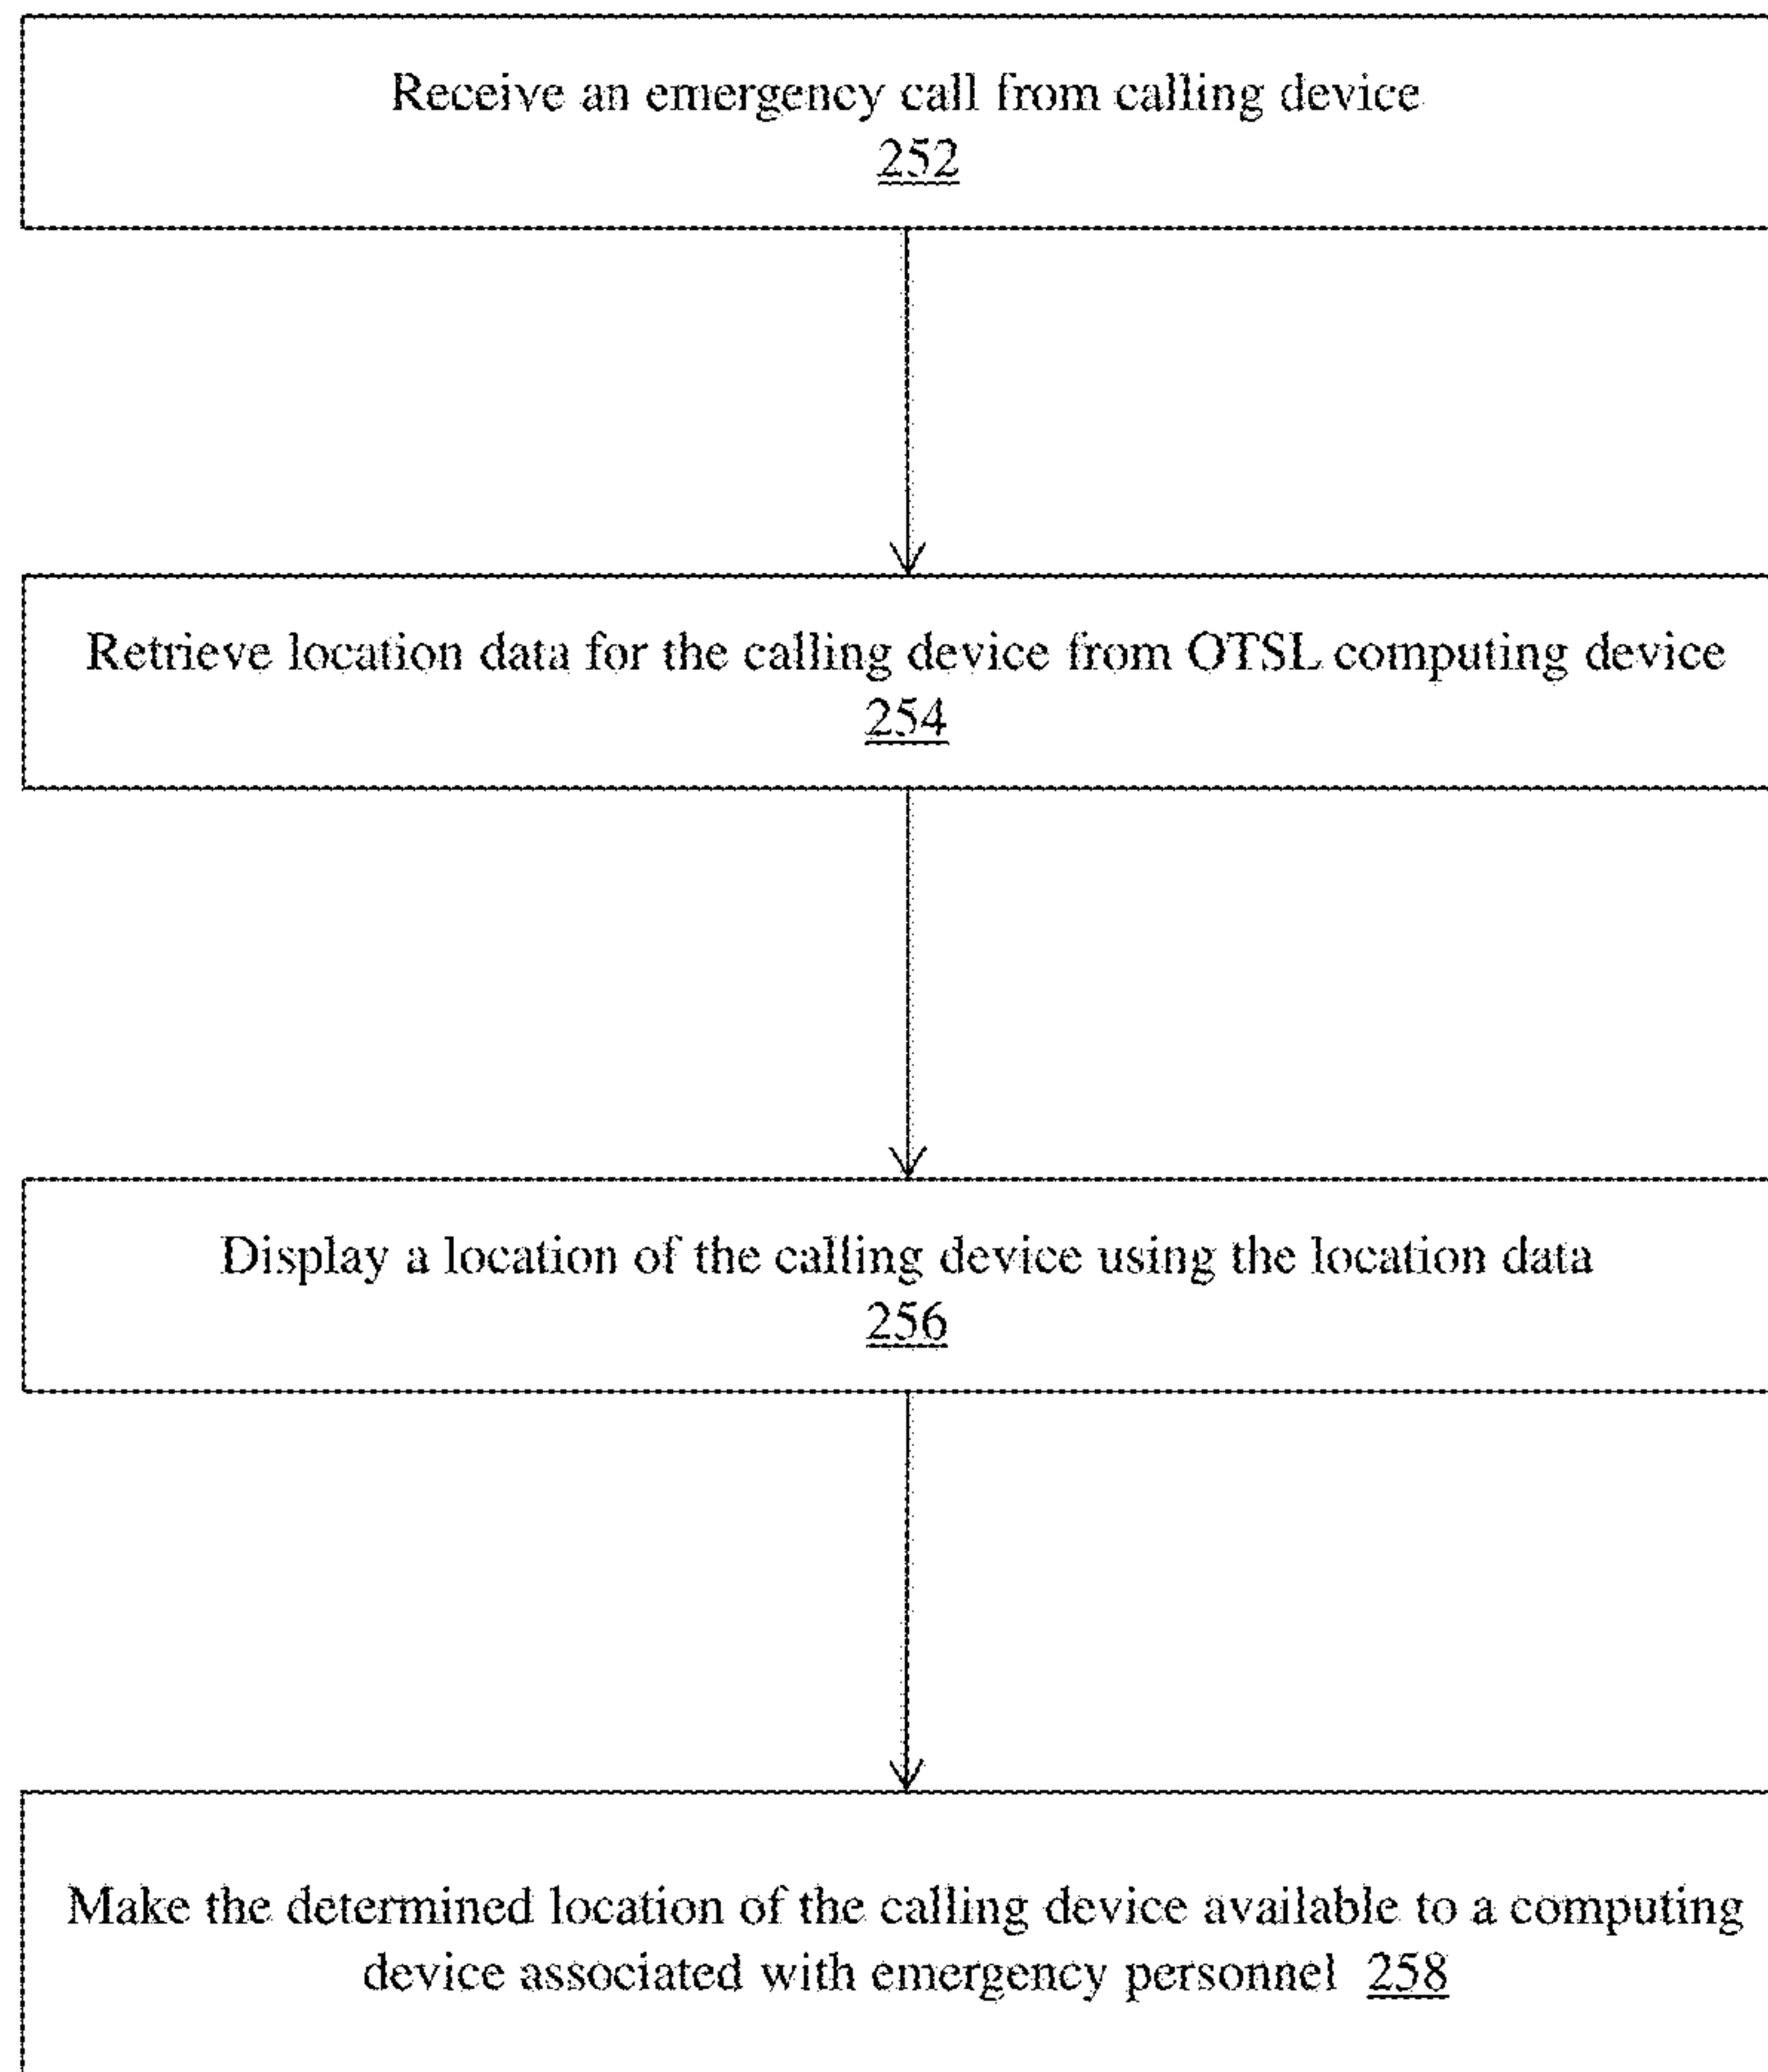 Receive an emergency call from calling device
252
Retrieve location data for the calling device from OTSL computing device
254
Display a location of the calling device using the location data
256
Make the determined location of the calling device available to a computing
device associated with emergency personnel 258